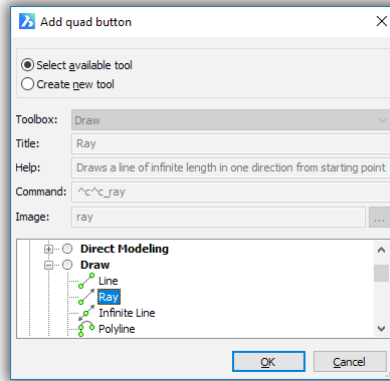 Add quad button
Select available tool
Create new tool
Toolbox: Draw
Title: Ray
Help: Draws a line of infinite length in one direction from starting point
Command: ^c^c_ray
Image: ray ...
Direct Modeling
Draw
Line
Ray
Infinite Line
Polyline
OK Cancel